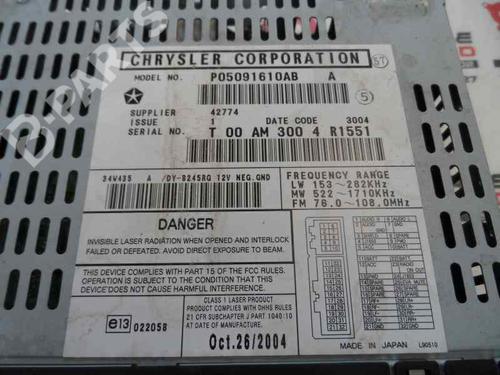 B-PARTS
CHRYSLER CORPORATION
57
MODEL NO. P05091610AB A
5
SUPPLIER 42774
ISSUE 1 DATE CODE 3004
SERIAL NO. T 00 AM 300 4 R1551
34W435 A /DY-8245RQ 12V NEG.GND
FREQUENCY RANGE
LW 153~282KHz
MW 522~1710KHz
FM 76.0~108.0MHz
DANGER
INVISIBLE LASER RADIATION WHEN OPENED AND INTERLOCK
FAILED OR DEFEATED. AVOID DIRECT EXPOSURE TO BEAM.
THIS DEVICE COMPLIES WITH PART 15 OF THE FCC RULES.
OPERATION IS SUBJECT TO THE CONDITION THAT THIS
DEVICE DOES NOT CAUSE HARMFUL INTERFERENCE.
e13 022058
CLASS 1 LASER PRODUCT
PRODUCT COMPLIES WITH DHHS RULES
21 CFR SUBCHAPTER J PART 1040:10
AT DATE OF MANUFACTURE.
Oct.26/2004
MADE IN JAPAN
L90510